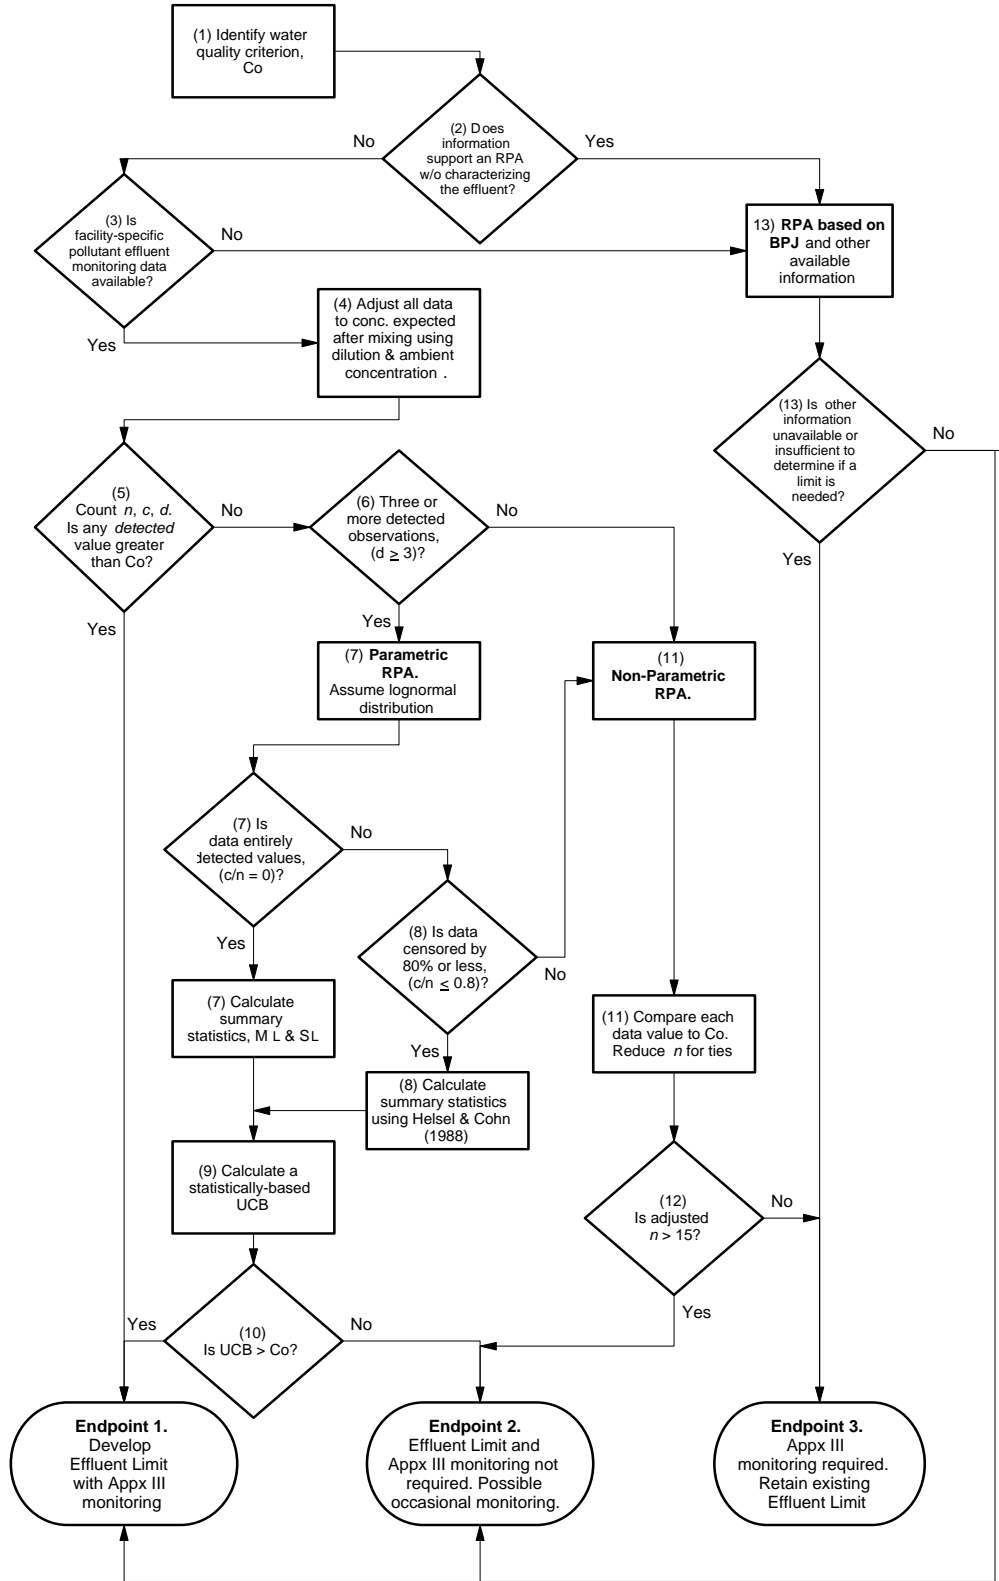 (1) Identify water
quality criterion,
Co
(2) Does
information
support an RPA
w/o characterizing
the effluent?
No
Yes
(3) Is
facility-specific
pollutant effluent
monitoring data
available?
No
Yes
13) RPA based on
BPJ and other
available
information
(4) Adjust all data
to conc. expected
after mixing using
dilution & ambient
concentration .
(13) Is other
information
unavailable or
insufficient to
determine if a
limit is
needed?
No
Yes
(5)
Count n, c, d.
Is any detected
value greater
than Co?
No
Yes
(6) Three or
more detected
observations,
(d ≥ 3)?
No
Yes
(7) Parametric
RPA.
Assume lognormal
distribution
(11)
Non-Parametric
RPA.
(7) Is
data entirely
detected values,
(c/n = 0)?
No
Yes
(8) Is data
censored by
80% or less,
(c/n ≤ 0.8)?
No
Yes
(7) Calculate
summary
statistics, M L & SL
(11) Compare each
data value to Co.
Reduce n for ties
(8) Calculate
summary statistics
using Helsel & Cohn
(1988)
(9) Calculate a
statistically-based
UCB
(12)
Is adjusted
n > 15?
No
Yes
(10)
Is UCB > Co?
Yes
No
Endpoint 1.
Develop
Effluent Limit
with Appx III
monitoring
Endpoint 2.
Effluent Limit and
Appx III monitoring not
required. Possible
occasional monitoring.
Endpoint 3.
Appx III
monitoring required.
Retain existing
Effluent Limit